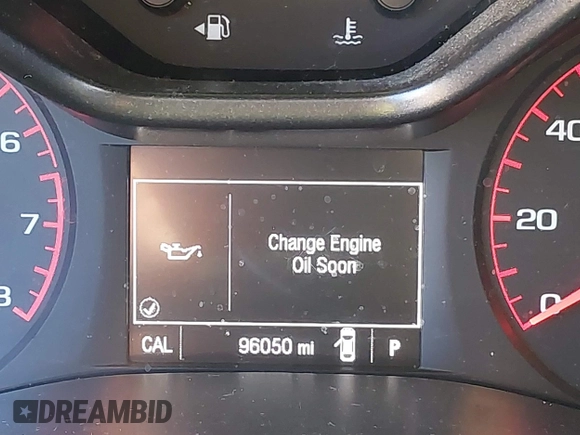 6
7
8
40
20
0
Change Engine
Oil Soon
CAL 96050 mi P
DREAMBID